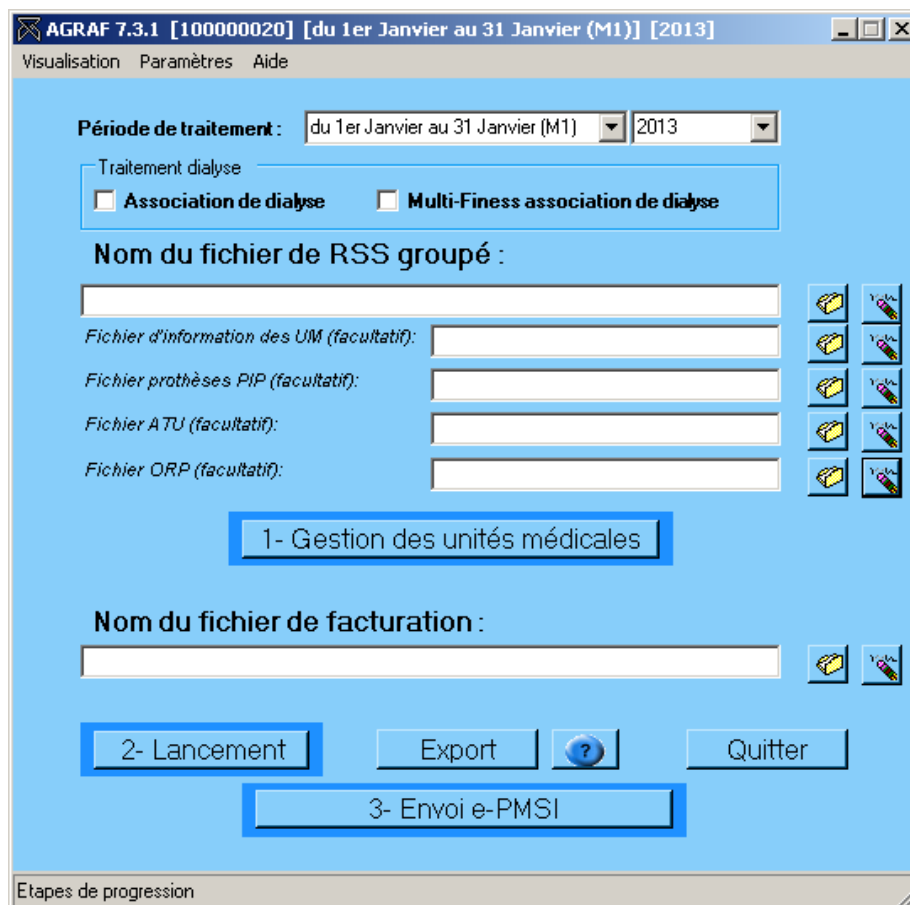 AGRAF 7.3.1 [100000020] [du 1er Janvier au 31 Janvier (M1)] [2013]
Visualisation Paramètres Aide
Période de traitement : du 1er Janvier au 31 Janvier (M1) 2013
Traitement dialyse
Association de dialyse Multi-Finess association de dialyse
Nom du fichier de RSS groupé :
Fichier d'information des UM (facultatif):
Fichier prothèses PIP (facultatif):
Fichier ATU (facultatif):
Fichier ORP (facultatif):
1- Gestion des unités médicales
Nom du fichier de facturation :
2- Lancement Export ? Quitter
3- Envoi e-PMSI
Etapes de progression